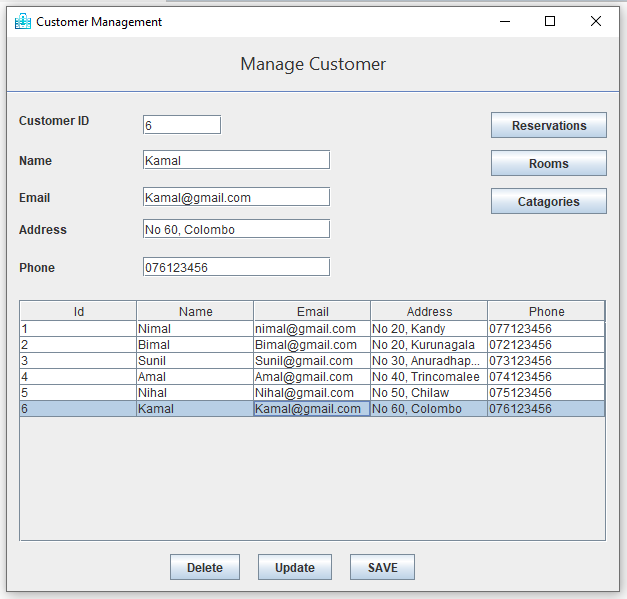 Customer Management
Manage Customer
Customer ID 6
Reservations
Name Kamal
Rooms
Email Kamal@gmail.com
Catagories
Address No 60, Colombo
Phone 076123456
Id Name Email Address Phone
1 Nimal nimal@gmail.com No 20, Kandy 077123456
2 Bimal Bimal@gmail.com No 20, Kurunagala 072123456
3 Sunil Sunil@gmail.com No 30, Anuradhap... 073123456
4 Amal Amal@gmail.com No 40, Trincomalee 074123456
5 Nihal Nihal@gmail.com No 50, Chilaw 075123456
6 Kamal Kamal@gmail.com No 60, Colombo 076123456
Delete Update SAVE